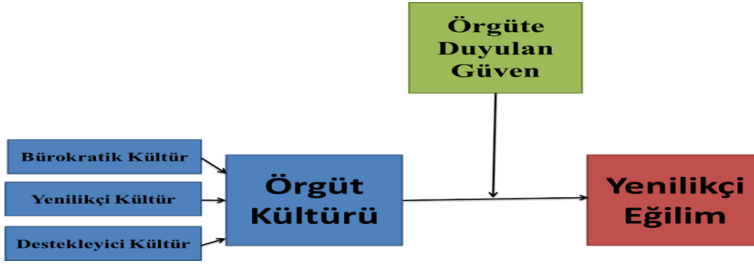 Örgüte
Duyulan
Güven
Bürokratik Kültür
Yenilikçi Kültür
Destekleyici Kültür
Örgüt
Kültürü
Yenilikçi
Eğilim